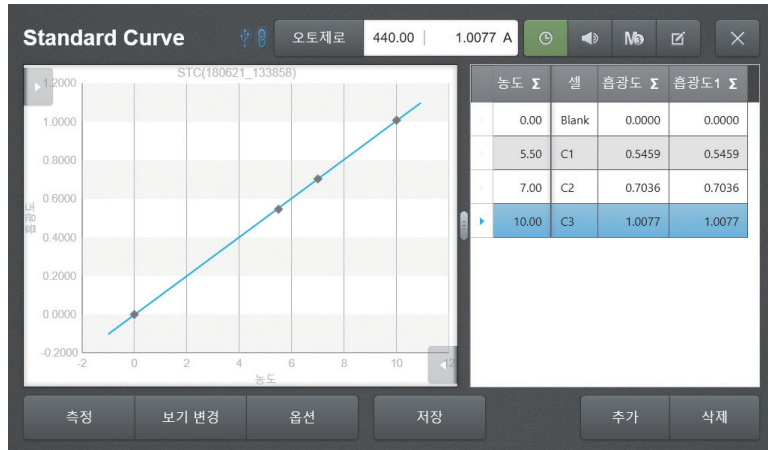 Standard Curve 오토제로 440.00 1.0077 A
STC(180621_133858)
1.2000
1.0000
0.8000
0.6000
0.4000
0.2000
0.0000
-0.2000
흡광도
-2 0 2 4 6 8 10 12
농도
농도 Σ 셀 흡광도 Σ 흡광도1 Σ
0.00 Blank 0.0000 0.0000
5.50 C1 0.5459 0.5459
7.00 C2 0.7036 0.7036
10.00 C3 1.0077 1.0077
측정 보기 변경 옵션 저장 추가 삭제